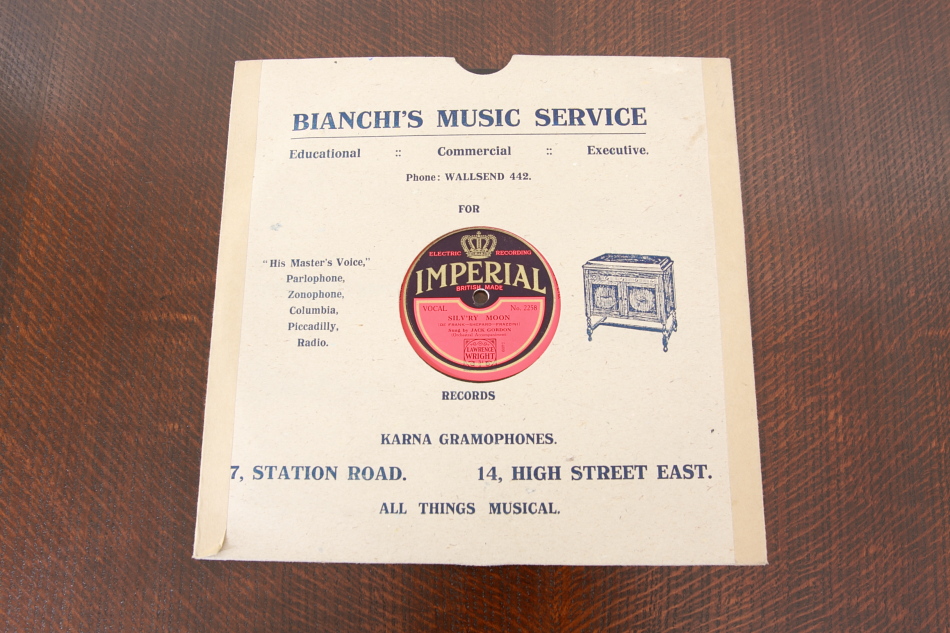 BIANCHI'S MUSIC SERVICE
Educational :: Commercial :: Executive.
Phone: WALLSEND 442.
FOR
"His Master's Voice,"
Parlophone,
Zonophone,
Columbia,
Piccadilly,
Radio.
ELECTRIC RECORDING
IMPERIAL
BRITISH MADE
VOCAL No. 2258
SILV'RY MOON
Sung by JACK GORDON
Orchestral Accompaniment
LAWRENCE
WRIGHT
RECORDS
KARNA GRAMOPHONES.
7, STATION ROAD. 14, HIGH STREET EAST.
ALL THINGS MUSICAL.